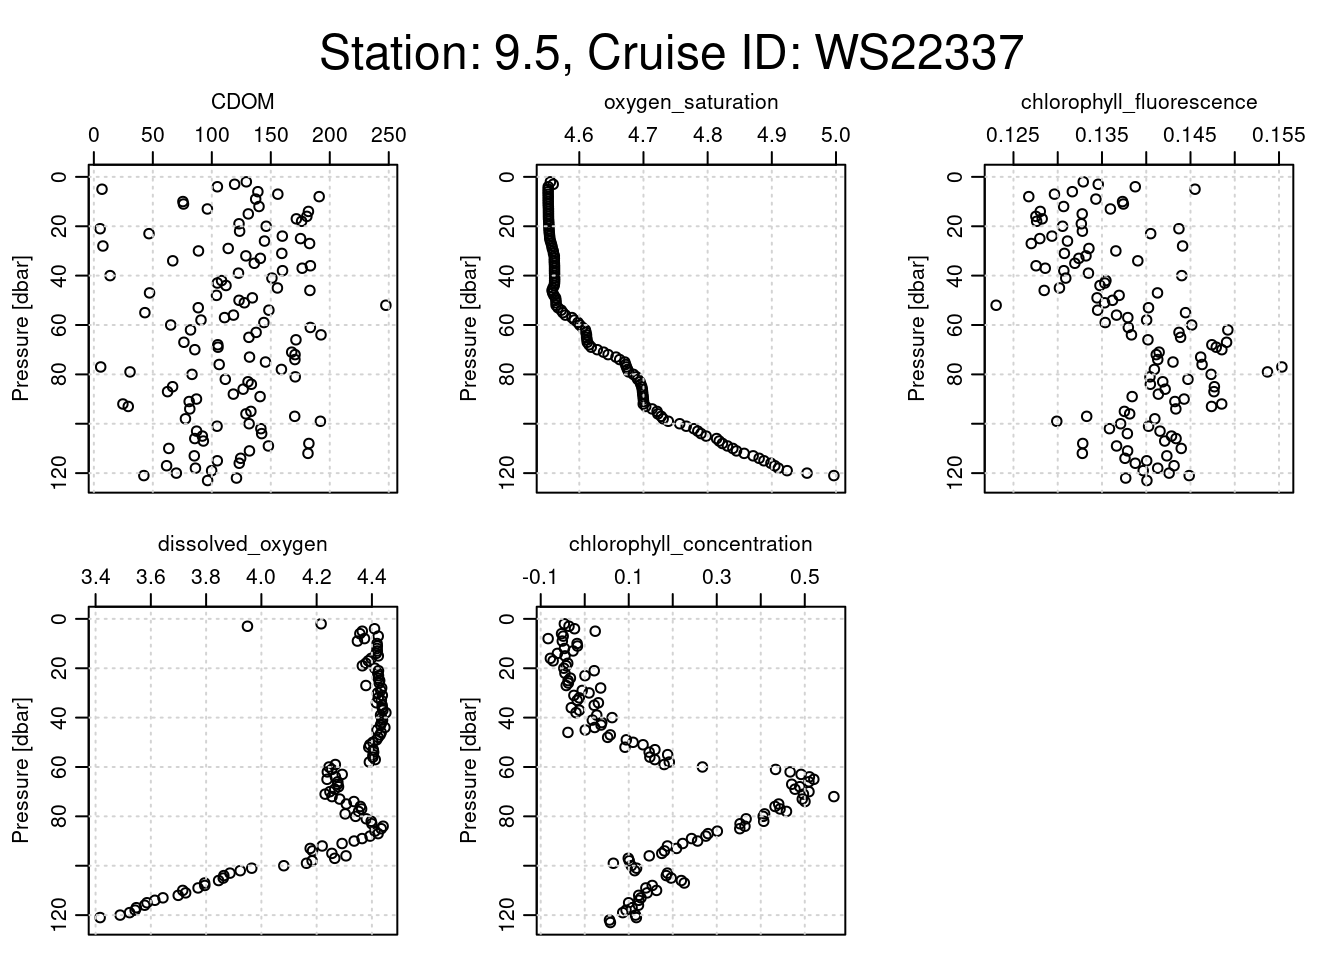 Station: 9.5, Cruise ID: WS22337
CDOM
0 50 100 150 200 250
Pressure [dbar]
0 20 40 60 80 120
oxygen_saturation
4.6 4.7 4.8 4.9 5.0
Pressure [dbar]
0 20 40 60 80 120
chlorophyll_fluorescence
0.125 0.135 0.145 0.155
Pressure [dbar]
0 20 40 60 80 120
dissolved_oxygen
3.4 3.6 3.8 4.0 4.2 4.4
Pressure [dbar]
0 20 40 60 80 120
chlorophyll_concentration
-0.1 0.1 0.3 0.5
Pressure [dbar]
0 20 40 60 80 120